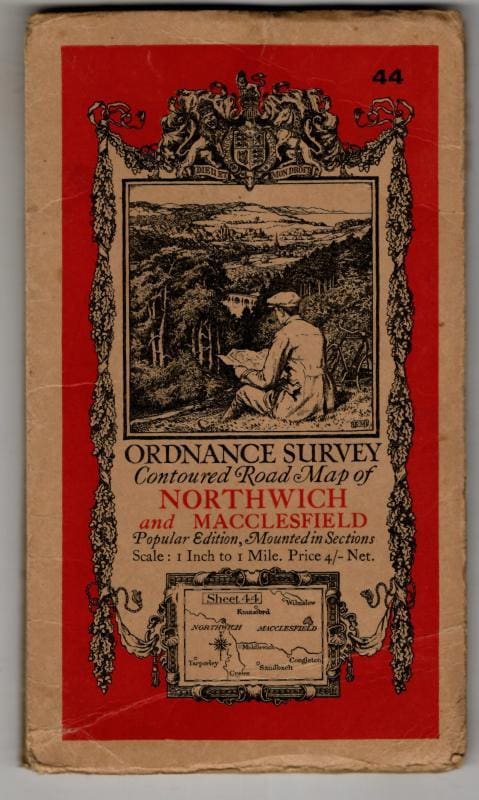 44
DIEU ET MON DROIT
ORDNANCE SURVEY
Contoured Road Map of
NORTHWICH
and MACCLESFIELD
Popular Edition, Mounted in Sections
Scale: 1 Inch to 1 Mile. Price 4/- Net.
Sheet 44
Wilmslow
Knutsford
NORTHWICH MACCLESFIELD
Middlewich
Tarporley Congleton
Sandbach
Crewe